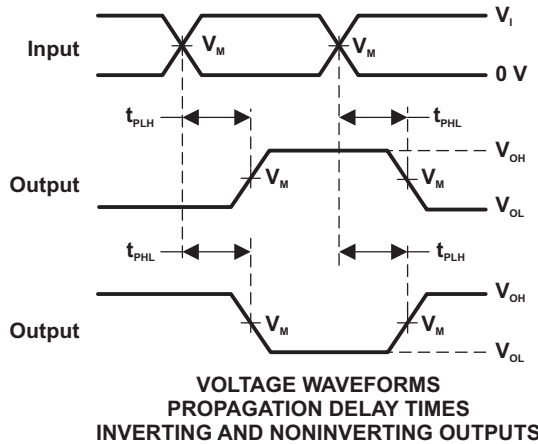 V_I
Input
V_M
V_M
0 V
t_PLH
t_PHL
V_OH
Output
V_M
V_M
V_OL
t_PHL
t_PLH
V_OH
Output
V_M
V_M
V_OL
VOLTAGE WAVEFORMS
PROPAGATION DELAY TIMES
INVERTING AND NONINVERTING OUTPUTS